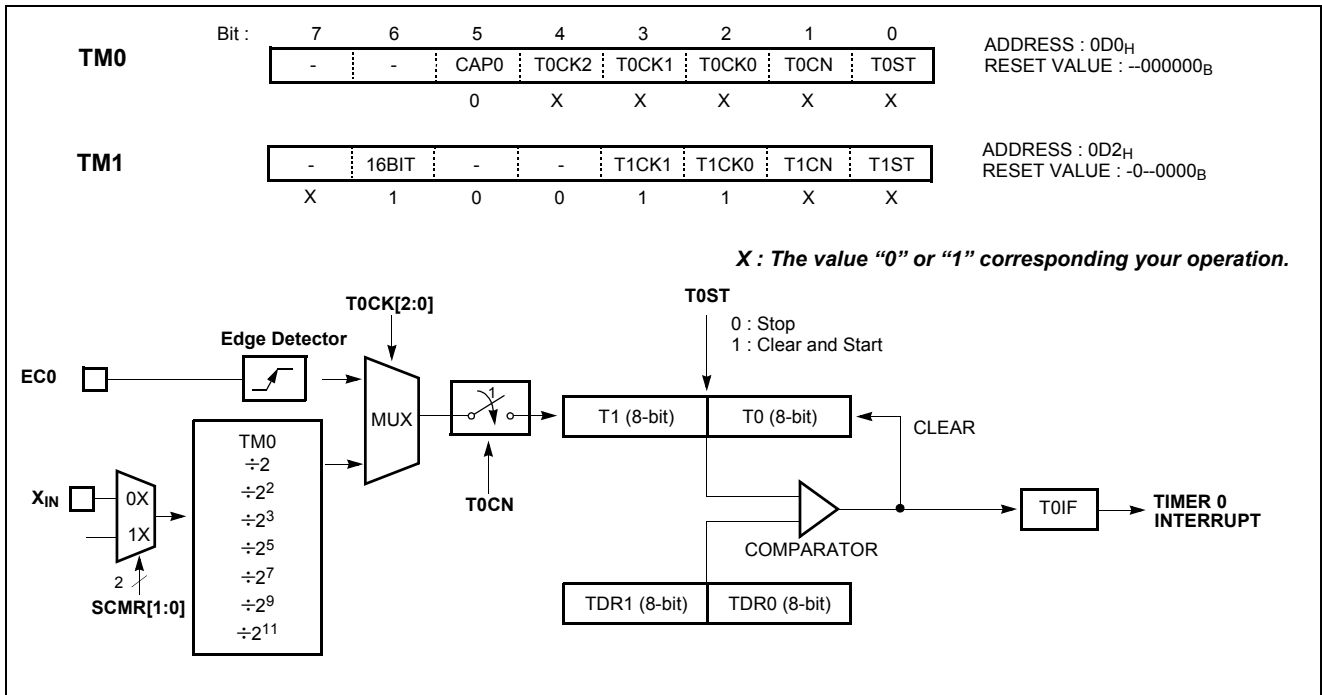 Bit : 7 6 5 4 3 2 1 0
TM0
- - CAP0 T0CK2 T0CK1 T0CK0 T0CN T0ST
0 X X X X X
ADDRESS : 0D0H
RESET VALUE : --000000B
TM1
- 16BIT - - T1CK1 T1CK0 T1CN T1ST
X 1 0 0 1 1 X X
ADDRESS : 0D2H
RESET VALUE : -0--0000B
X : The value “0” or “1” corresponding your operation.
T0CK[2:0]
T0ST
0 : Stop
1 : Clear and Start
Edge Detector
EC0
MUX
1
T0CN
T1 (8-bit) T0 (8-bit)
CLEAR
XIN
0X
1X
2
SCMR[1:0]
TM0
÷2
÷2²
÷2³
÷2⁵
÷2⁷
÷2⁹
÷2¹¹
COMPARATOR
T0IF
TIMER 0
INTERRUPT
TDR1 (8-bit) TDR0 (8-bit)